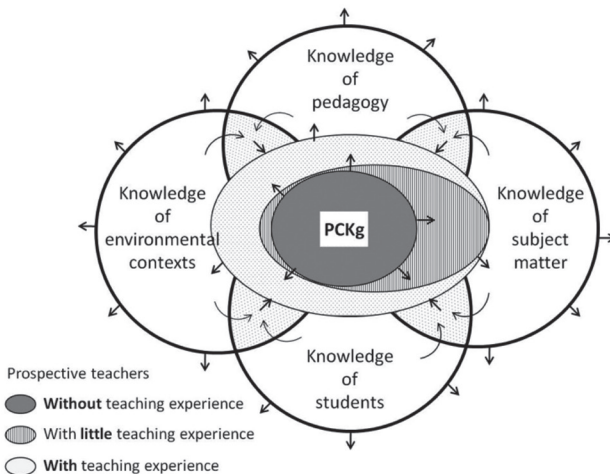 Knowledge
of
pedagogy
Knowledge
of
environmental
contexts
PCKg
Knowledge
of
subject
matter
Knowledge
of
students
Prospective teachers
Without teaching experience
With little teaching experience
With teaching experience